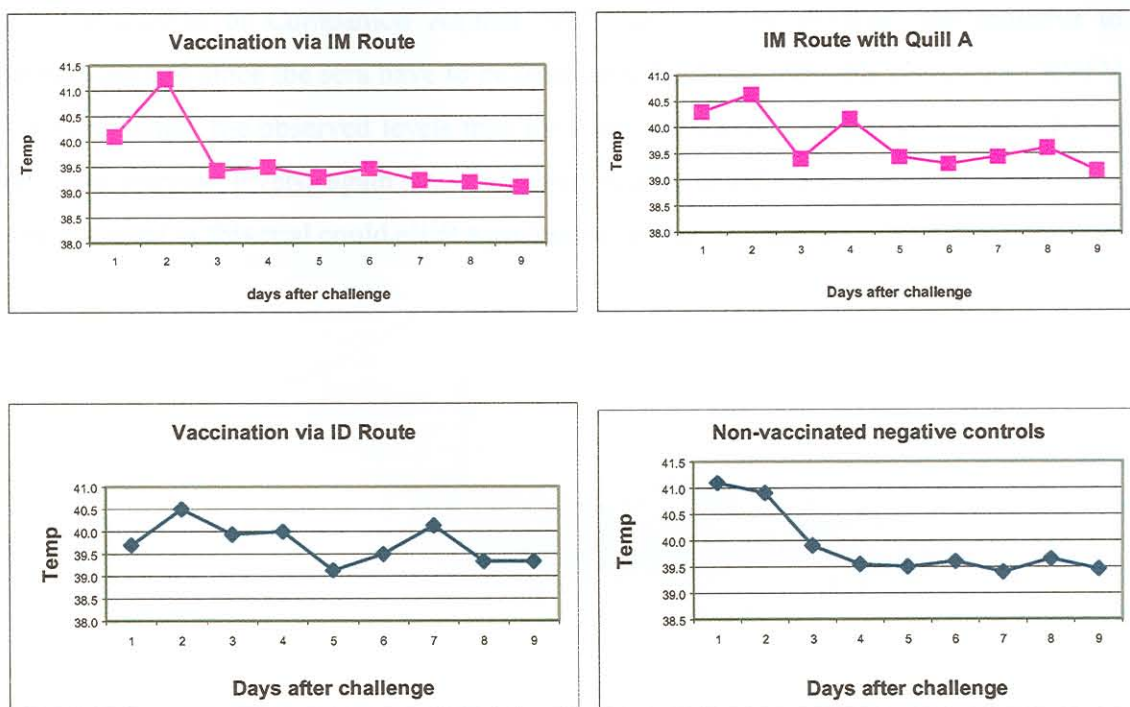 Vaccination via IM Route
41.5
41.0
40.5
40.0
39.5
39.0
38.5
38.0
Temp
1 2 3 4 5 6 7 8 9
days after challenge
IM Route with Quill A
41.0
40.5
40.0
39.5
39.0
38.5
38.0
Temp
1 2 3 4 5 6 7 8 9
Days after challenge
Vaccination via ID Route
41.0
40.5
40.0
39.5
39.0
38.5
38.0
Temp
1 2 3 4 5 6 7 8 9
Days after challenge
Non-vaccinated negative controls
41.5
41.0
40.5
40.0
39.5
39.0
38.5
Temp
1 2 3 4 5 6 7 8 9
Days after challenge